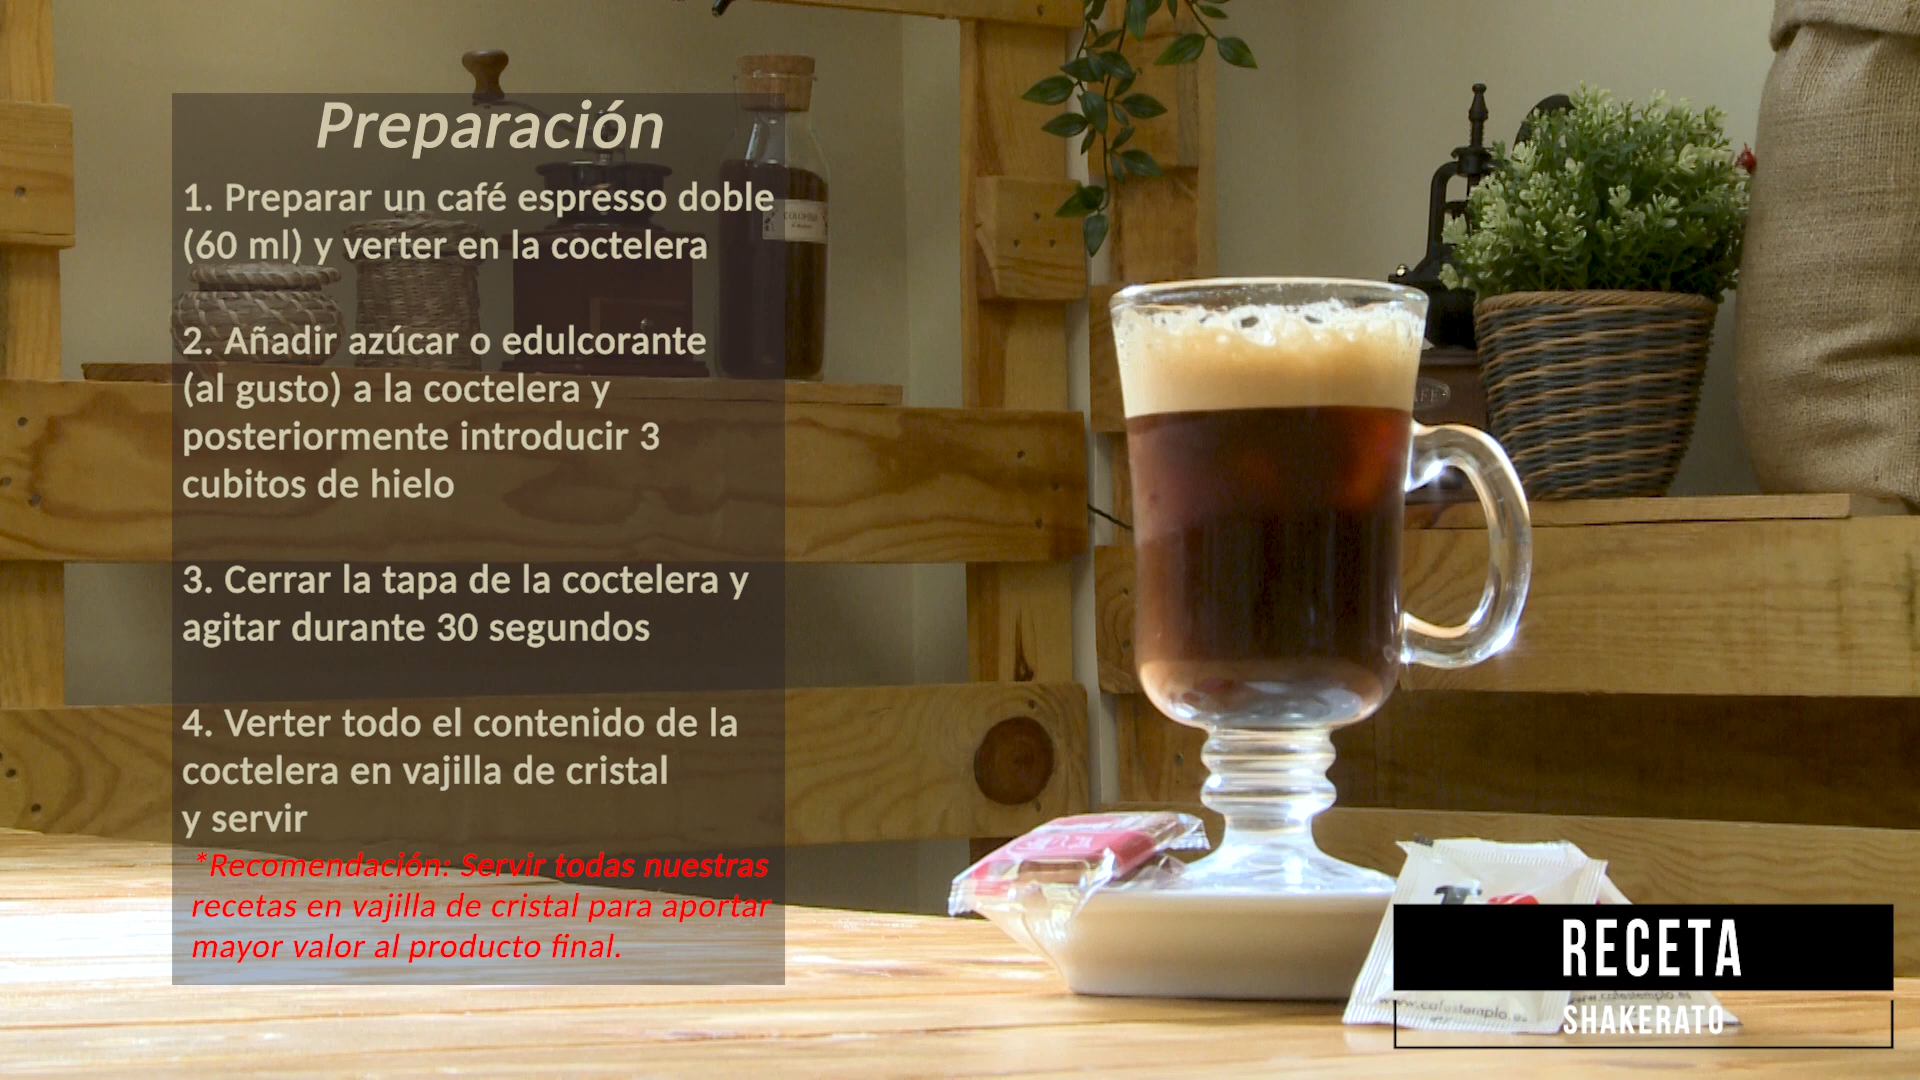 Preparación
1. Preparar un café espresso doble
(60 ml) y verter en la coctelera
2. Añadir azúcar o edulcorante
(al gusto) a la coctelera y
posteriormente introducir 3
cubitos de hielo
3. Cerrar la tapa de la coctelera y
agitar durante 30 segundos
4. Verter todo el contenido de la
coctelera en vajilla de cristal
y servir
*Recomendación: Servir todas nuestras
recetas en vajilla de cristal para aportar
mayor valor al producto final.
RECETA
SHAKERATO